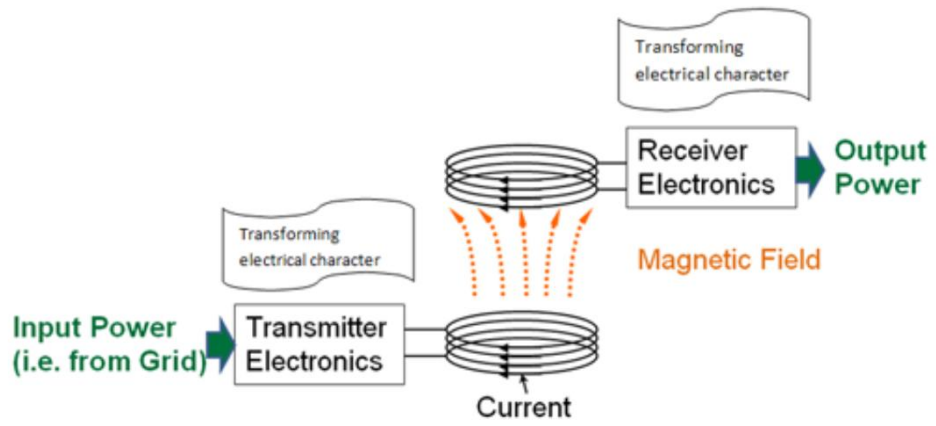 Transforming
electrical character
Receiver
Electronics
Output
Power
Transforming
electrical character
Magnetic Field
Input Power
(i.e. from Grid)
Transmitter
Electronics
Current